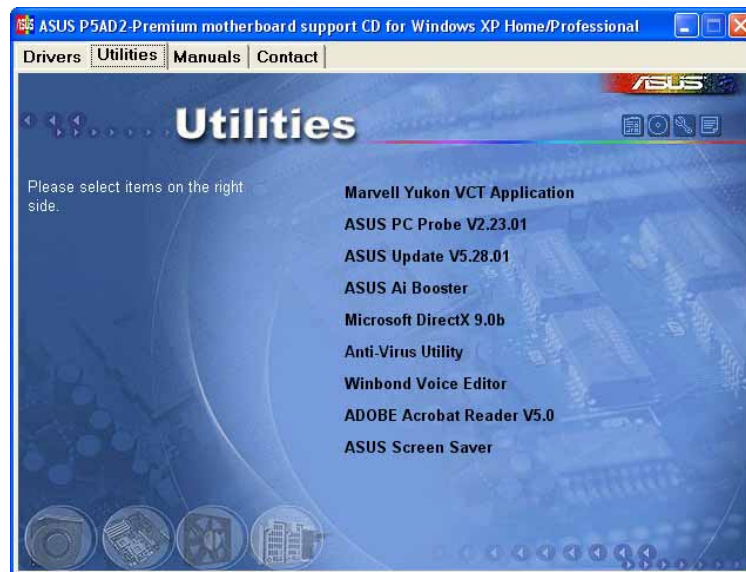 ASUS P5AD2-Premium motherboard support CD for Windows XP Home/Professional
Drivers Utilities Manuals Contact
ASUS
Utilities
Please select items on the right
side.
Marvell Yukon VCT Application
ASUS PC Probe V2.23.01
ASUS Update V5.28.01
ASUS Ai Booster
Microsoft DirectX 9.0b
Anti-Virus Utility
Winbond Voice Editor
ADOBE Acrobat Reader V5.0
ASUS Screen Saver